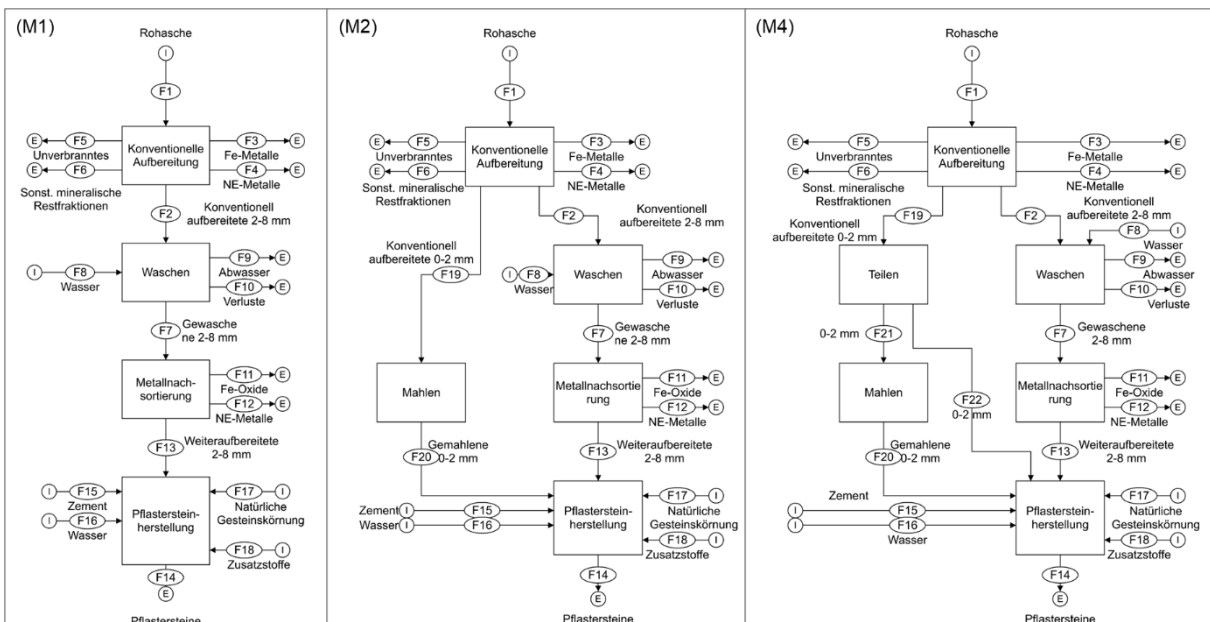 (M1)
Rohasche
I
F1
E
F5
Unverbranntes
E
F6
Sonst. mineralische
Restfraktionen
Konventionelle
Aufbereitung
F3
E
Fe-Metalle
F4
E
NE-Metalle
F2
Konventionell
aufbereitete 2-8 mm
I
F8
Wasser
Waschen
F9
E
Abwasser
F10
E
Verluste
F7
Gewasche
ne 2-8 mm
Metallnach-
sortierung
F11
E
Fe-Oxide
F12
E
NE-Metalle
F13
Weiteraufbereitete
2-8 mm
I
F15
Zement
I
F16
Wasser
Pflasterstein-
herstellung
F17
I
Natürliche
Gesteinskörnung
F18
I
Zusatzstoffe
F14
E
Pflastersteine
(M2)
Rohasche
I
F1
E
F5
Unverbranntes
E
F6
Sonst. mineralische
Restfraktionen
Konventionelle
Aufbereitung
F3
E
Fe-Metalle
F4
E
NE-Metalle
F2
Konventionell
aufbereitete 2-8 mm
Konventionell
aufbereitete 0-2 mm
F19
I
F8
Wasser
Waschen
F9
E
Abwasser
F10
E
Verluste
F7
Gewasche
ne 2-8 mm
Mahlen
Metallnachsortie
rung
F11
E
Fe-Oxide
F12
E
NE-Metalle
Gemahlene
F20
0-2 mm
F13
Weiteraufbereitete
2-8 mm
Zement
I
F15
Wasser
I
F16
Pflasterstein-
herstellung
F17
I
Natürliche
Gesteinskörnung
F18
I
Zusatzstoffe
F14
E
Pflastersteine
(M4)
Rohasche
I
F1
E
F5
Unverbranntes
E
F6
Sonst. mineralische
Restfraktionen
Konventionelle
Aufbereitung
F3
E
Fe-Metalle
F4
E
NE-Metalle
F19
Konventionell
aufbereitete 0-2 mm
F2
Konventionell
aufbereitete 2-8 mm
F8
I
Wasser
Teilen
Waschen
F9
E
Abwasser
F10
E
Verluste
0-2 mm
F21
F7
Gewaschene
2-8 mm
Mahlen
F22
0-2 mm
Metallnachsortie
rung
F11
E
Fe-Oxide
F12
E
NE-Metalle
Gemahlene
F20
0-2 mm
F13
Weiteraufbereitete
2-8 mm
Zement
I
F15
I
F16
Wasser
Pflasterstein-
herstellung
F17
I
Natürliche
Gesteinskörnung
F18
I
Zusatzstoffe
F14
E
Pflastersteine